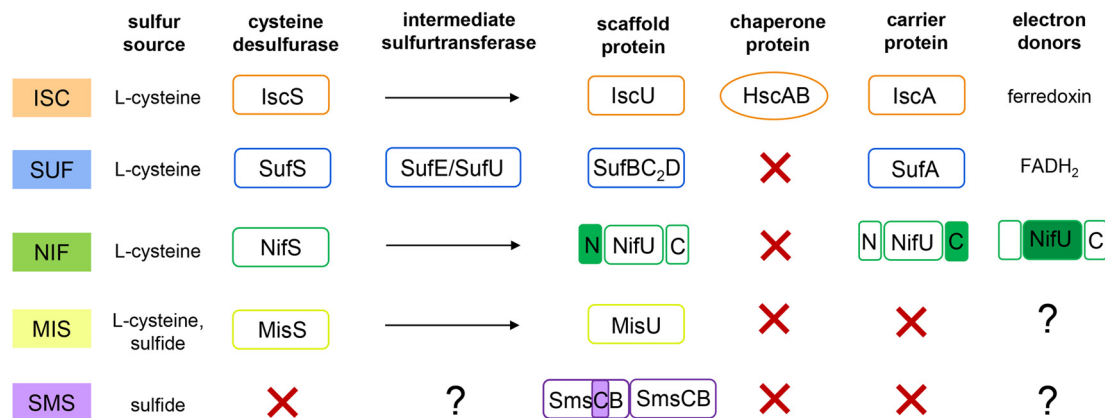 sulfur source
cysteine desulfurase
intermediate sulfurtransferase
scaffold protein
chaperone protein
carrier protein
electron donors
ISC
L-cysteine
IscS
IscU
HscAB
IscA
ferredoxin
SUF
L-cysteine
SufS
SufE/SufU
SufBC₂D
SufA
FADH₂
NIF
L-cysteine
NifS
N NifU C
N NifU C
NifU C
MIS
L-cysteine,
sulfide
MisS
MisU
?
SMS
sulfide
?
SmsCB SmsCB
?